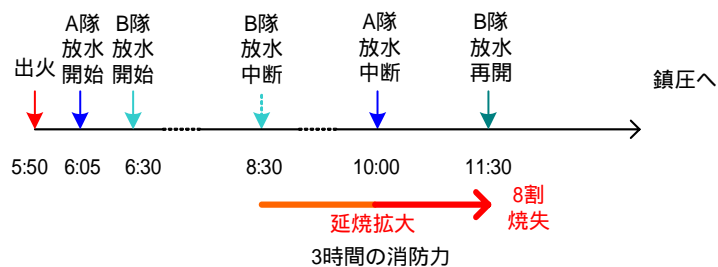 出火
A隊
放水
開始
B隊
放水
開始
B隊
放水
中断
A隊
放水
中断
B隊
放水
再開
鎮圧へ
5:50
6:05
6:30
8:30
10:00
11:30
延焼拡大
8割
焼失
3時間の消防力